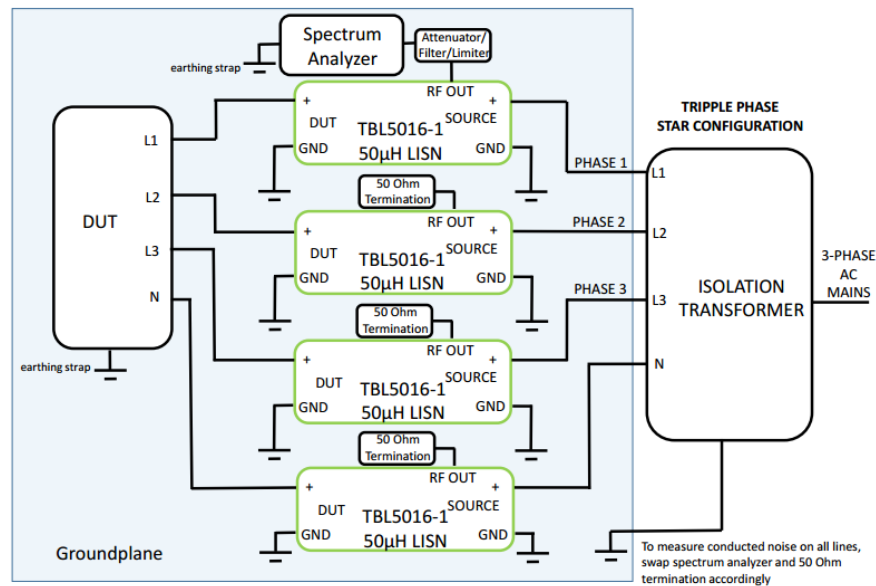 Spectrum
Analyzer
Attenuator/
Filter/Limiter
earthing strap
RF OUT
+
+
DUT
TBL5016-1
SOURCE
GND
50µH LISN
GND
TRIPPLE PHASE
STAR CONFIGURATION
PHASE 1
L1
L1
50 Ohm
Termination
RF OUT
L2
PHASE 2
+
+
DUT
TBL5016-1
SOURCE
GND
50µH LISN
GND
L2
DUT
L3
PHASE 3
L3
3-PHASE
AC
MAINS
ISOLATION
TRANSFORMER
N
50 Ohm
Termination
RF OUT
+
+
DUT
TBL5016-1
SOURCE
GND
50µH LISN
GND
N
earthing strap
50 Ohm
Termination
RF OUT
+
+
DUT
TBL5016-1
SOURCE
GND
50µH LISN
GND
Groundplane
To measure conducted noise on all lines,
swap spectrum analyzer and 50 Ohm
termination accordingly